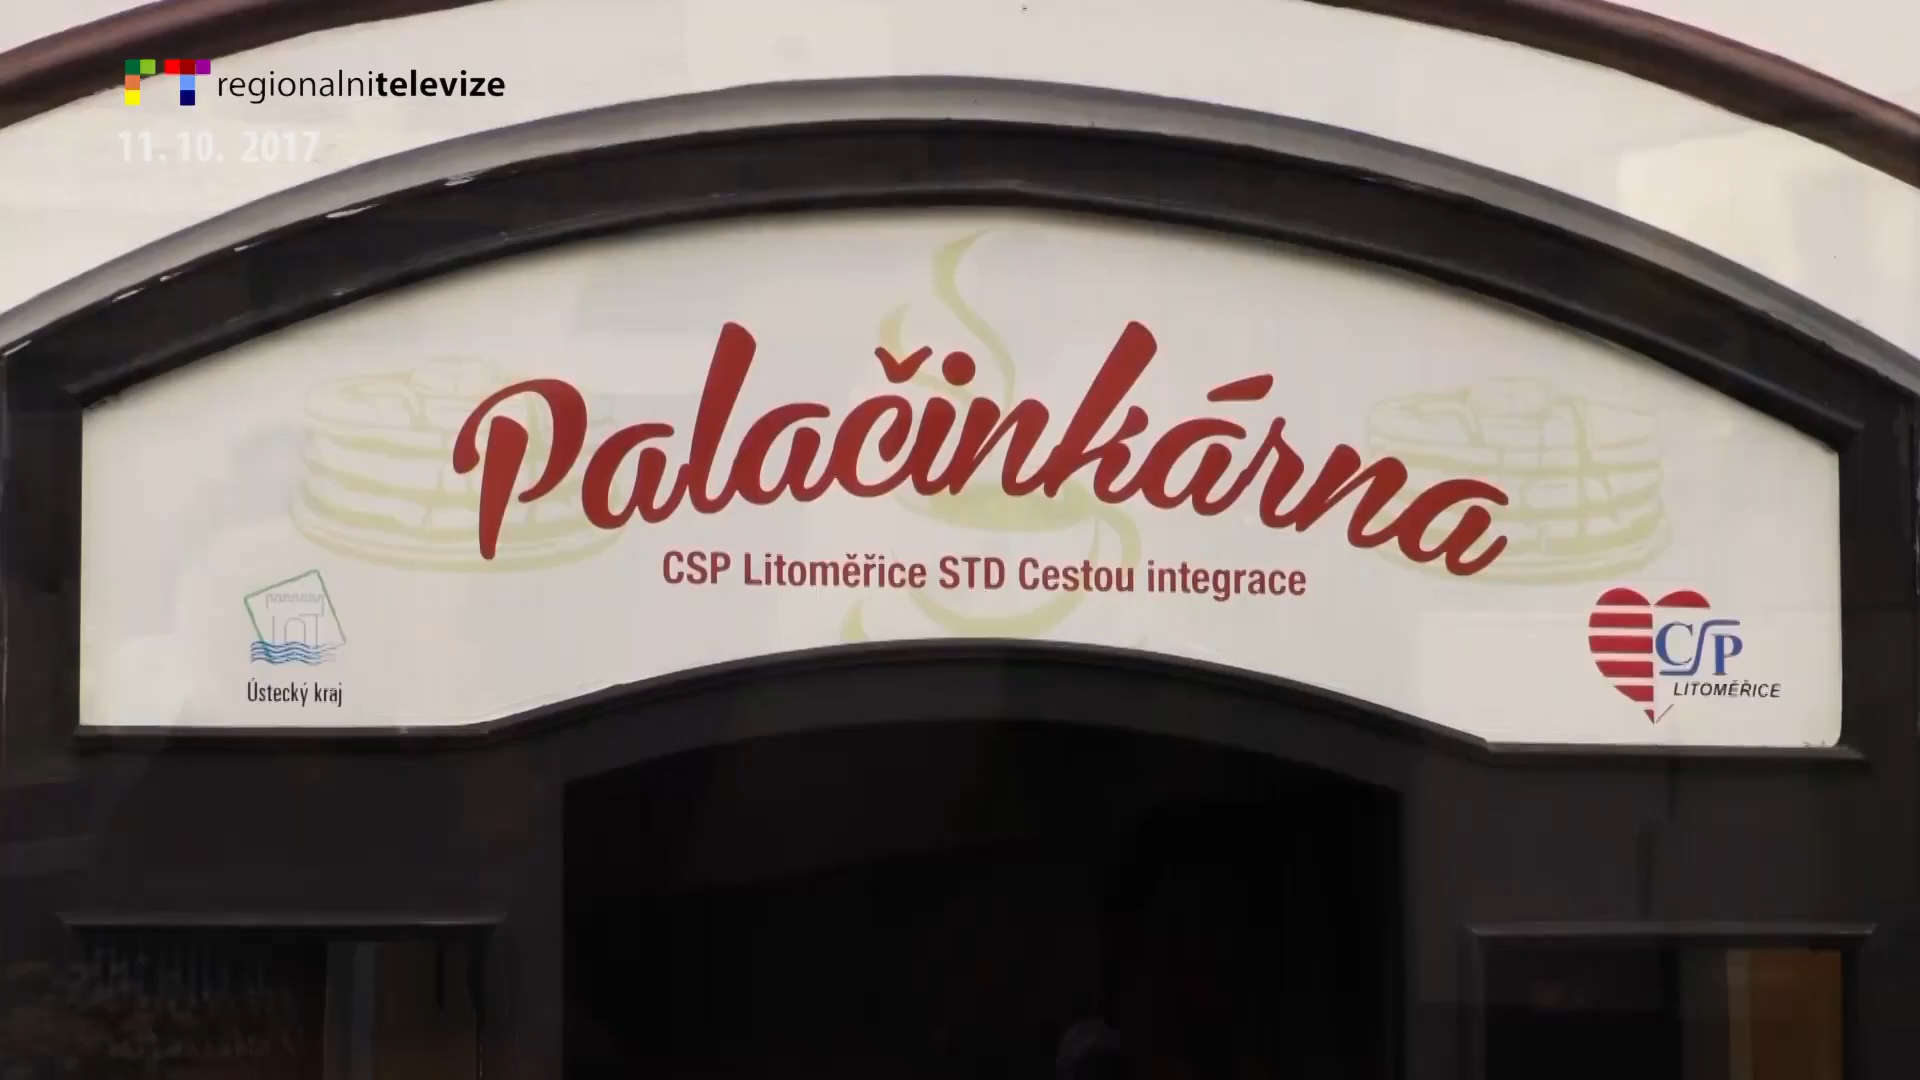 regionalnitelevize
11. 10. 2017
Palačinkárna
CSP Litoměřice STD Cestou integrace
Ústecký kraj
CSP
LITOMĚŘICE